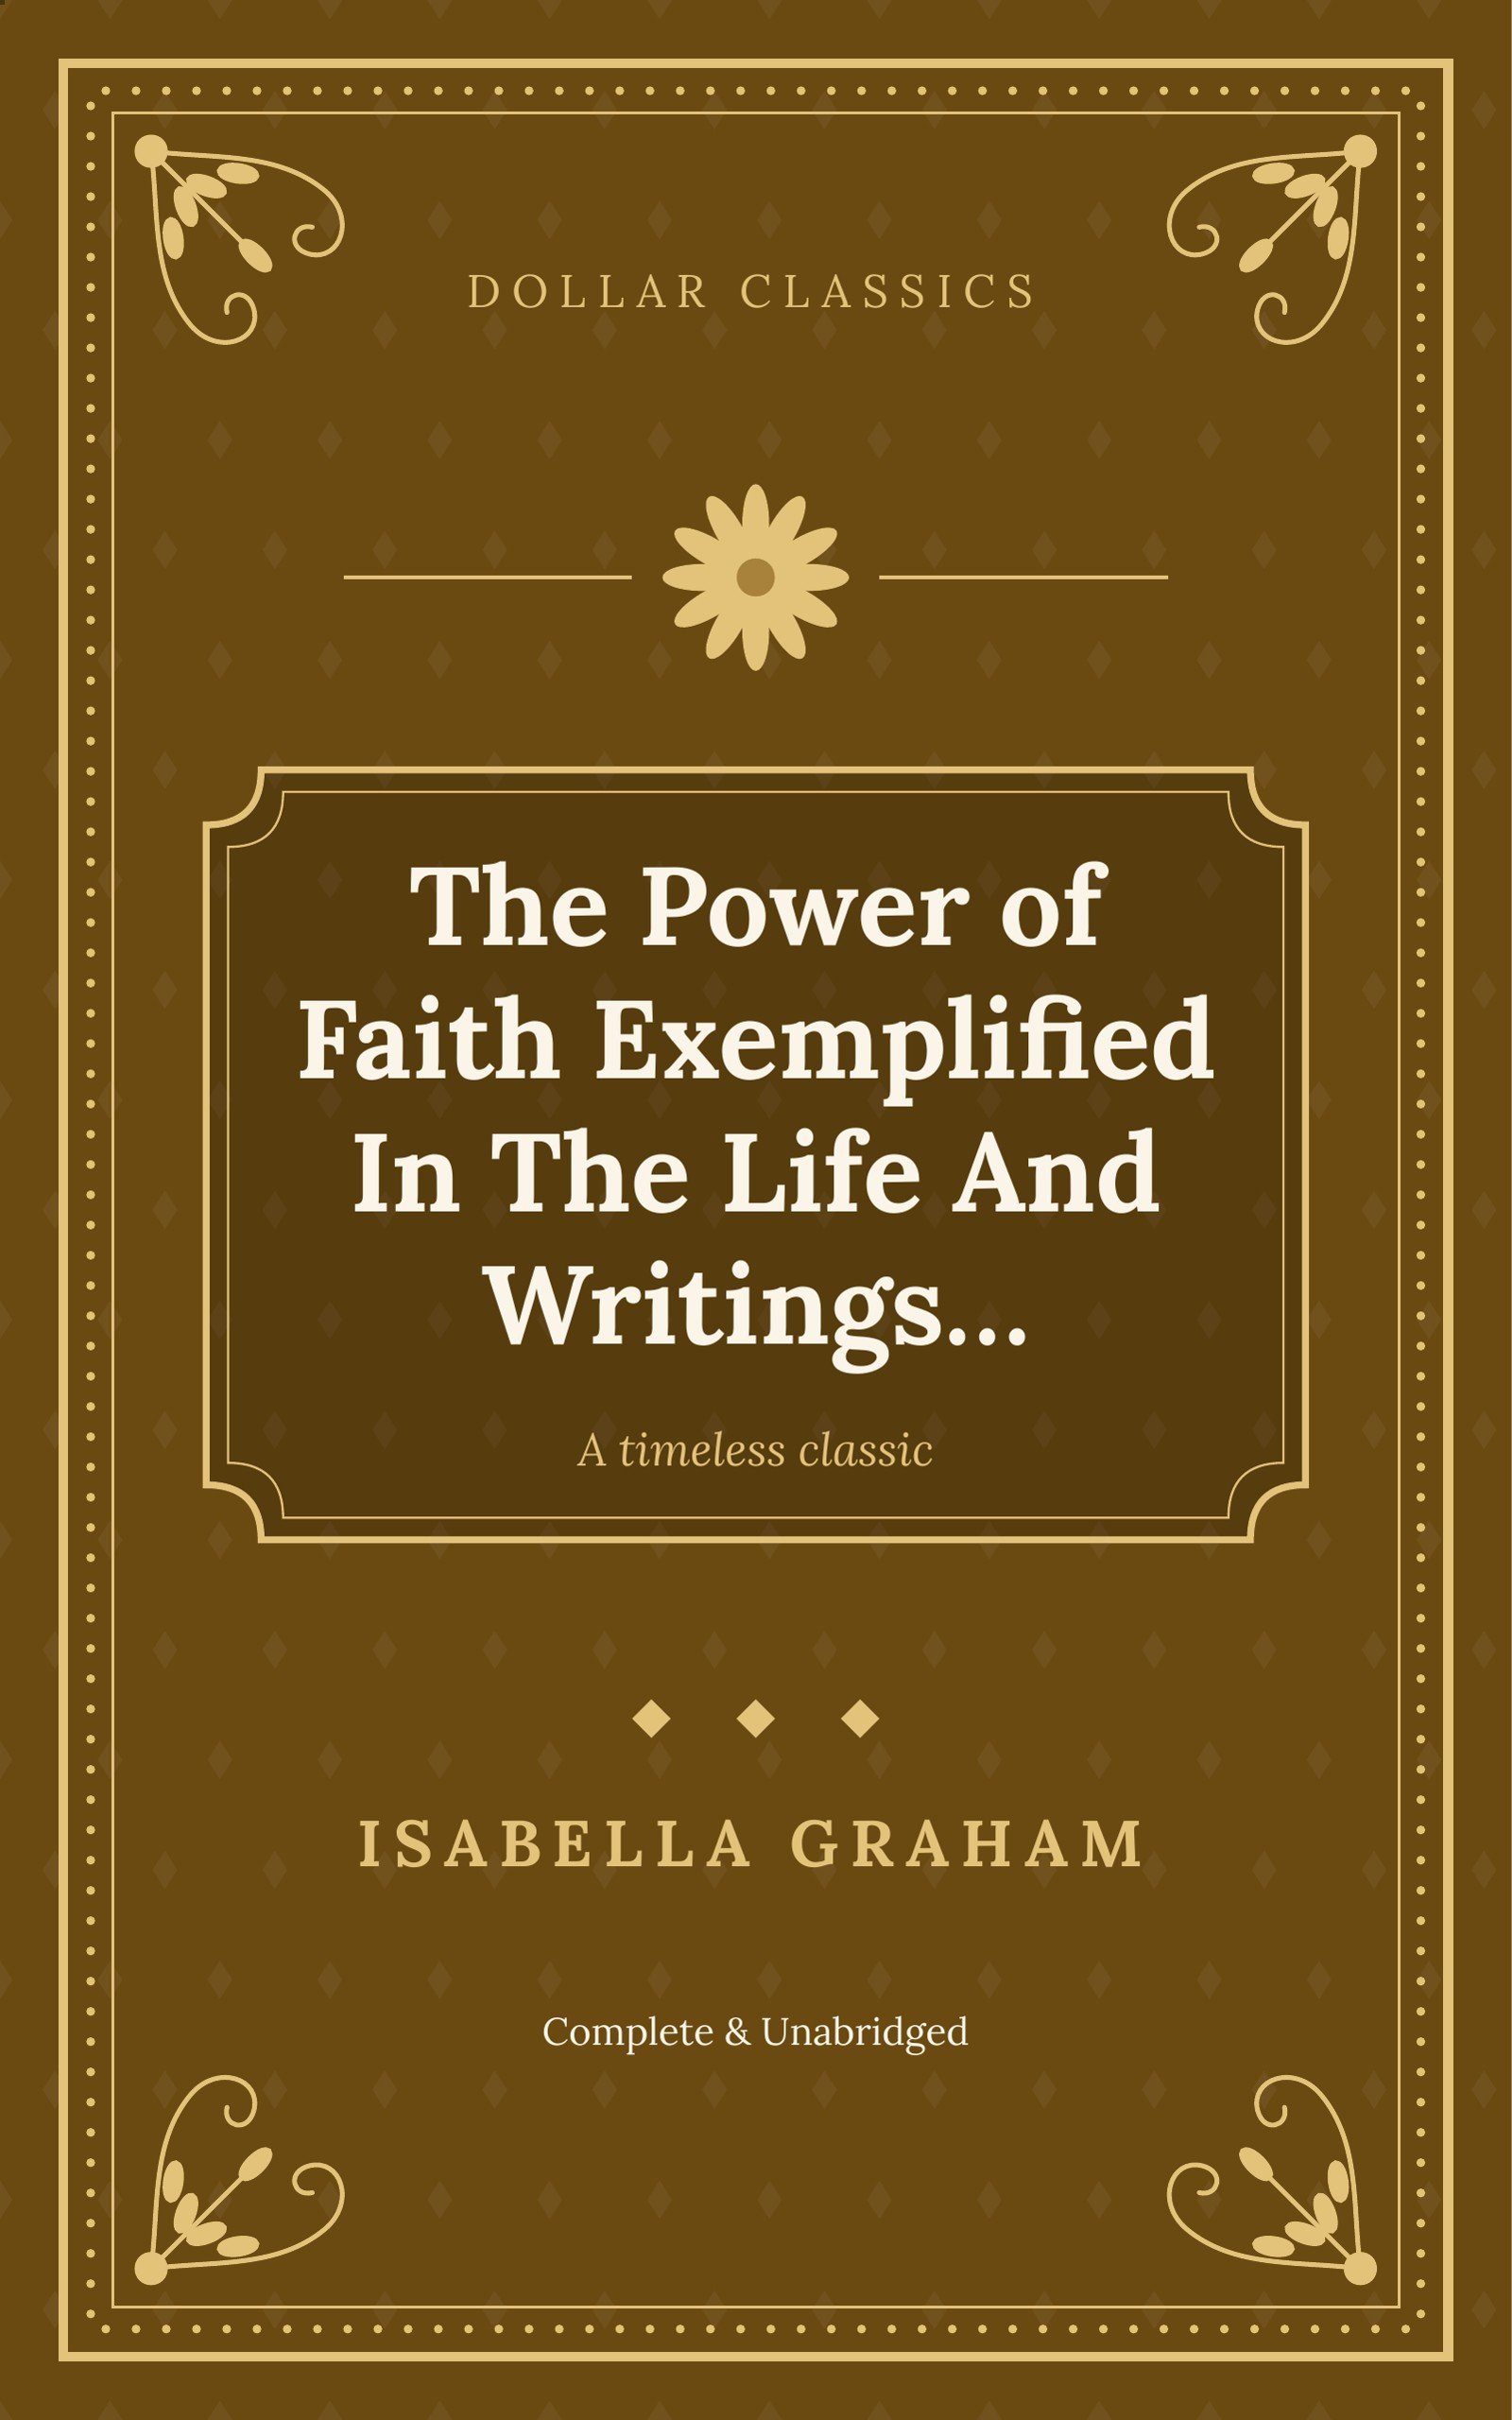 DOLLAR CLASSICS
The Power of
Faith Exemplified
In The Life And
Writings...
A timeless classic
ISABELLA GRAHAM
Complete & Unabridged